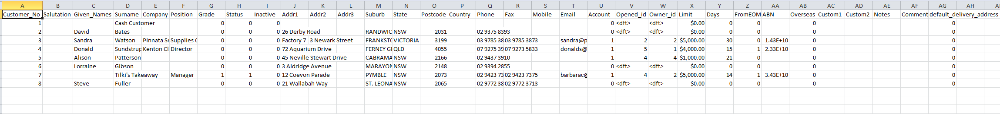 A B C D E F G H I J K L M N O P Q R S T U V W X Y Z AA AB AC AD AE AF AG AH
Customer_No Salutation Given_Names Surname Company Position Grade Status Inactive Addr1 Addr2 Addr3 Suburb State Postcode Country Phone Fax Mobile Email Account Opened_id Owner_id Limit Days FromEOM ABN Overseas Custom1 Custom2 Notes Comment default_delivery_address
1 Cash Customer 0 0 0 0 <dft> <dft> $0.00 0 0 0 0
2 David Bates 0 0 0 26 Derby Road RANDWIC NSW 2031 02 9375 8393 0 <dft> <dft> $0.00 0 0 0 0
3 Sandra Watson Pinnata Se Supplies C 0 0 0 Factory 7 3 Newark Street FRANKSTO VICTORIA 3199 03 9785 38 03 9785 3873 sandra@p 1 2 2 $5,000.00 30 0 1.43E+10 0 0
4 Donald Sundstrup Kenton Cl Director 0 0 0 72 Aquarium Drive FERNEY GI QLD 4055 07 9275 39 07 9273 5833 donalds@ 1 5 1 $4,000.00 15 1 2.33E+10 0 0
5 Alison Patterson 0 0 0 45 Neville Stewart Drive CABRAMA NSW 2166 02 9437 3910 1 4 4 $1,000.00 21 0 0 0
6 Lorraine Gibson 0 0 0 3 Aldridge Avenue MARAYON NSW 2148 02 9394 2855 0 <dft> <dft> $0.00 0 0 0 0
7 Tilki's Takeaway Manager 1 1 0 12 Coevon Parade PYMBLE NSW 2073 02 9423 73 02 9423 7375 barbarac@ 1 4 2 $5,000.00 14 1 3.43E+10 0 0
8 Steve Fuller 0 0 0 21 Wallabah Way ST. LEONA NSW 2065 02 9772 38 02 9772 3713 0 <dft> <dft> $0.00 0 0 0 0